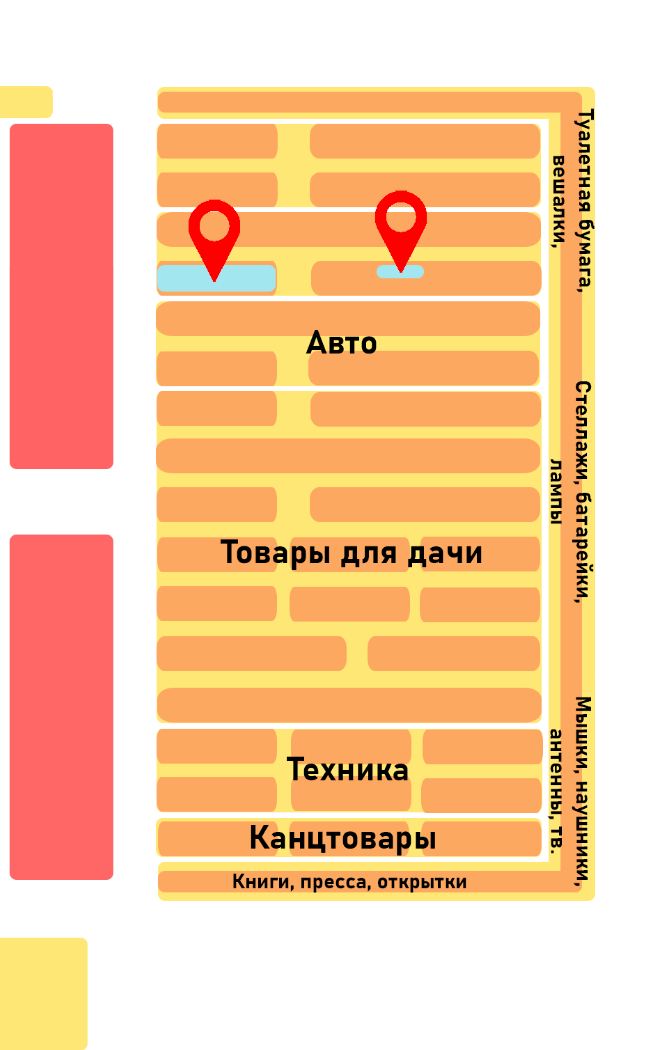 Туалетная бумага,
вешалки,
Авто
Стеллажи, батарейки,
лампы
Товары для дачи
Мышки, наушники,
антенны, тв.
Техника
Канцтовары
Книги, пресса, открытки